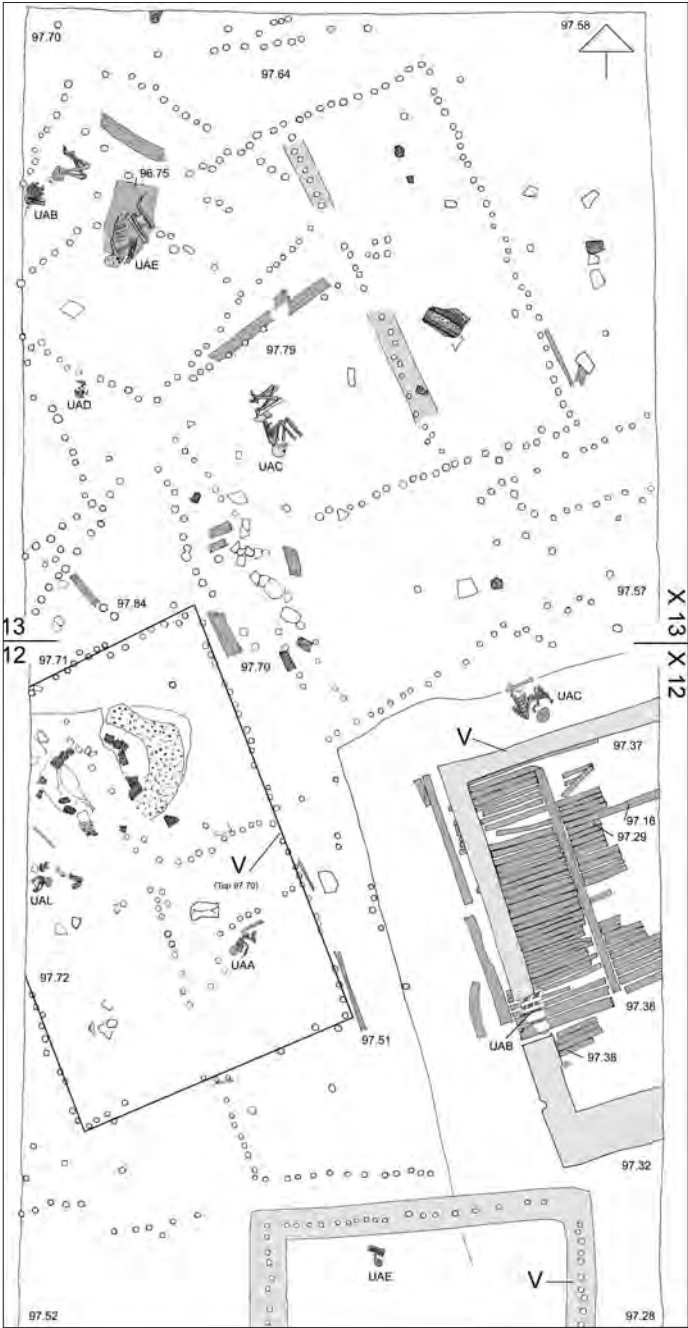 97.70
97.58
97.64
96.75
UAB
UAE
97.79
UAD
UAC
97.84
97.57
13
12
X 13
X 12
97.71
97.70
UAC
V
97.37
97.16
97.29
V
(Top 97.70)
UAL
UAA
97.72
97.36
UAB
97.51
97.38
97.32
UAE
V
97.52
97.28